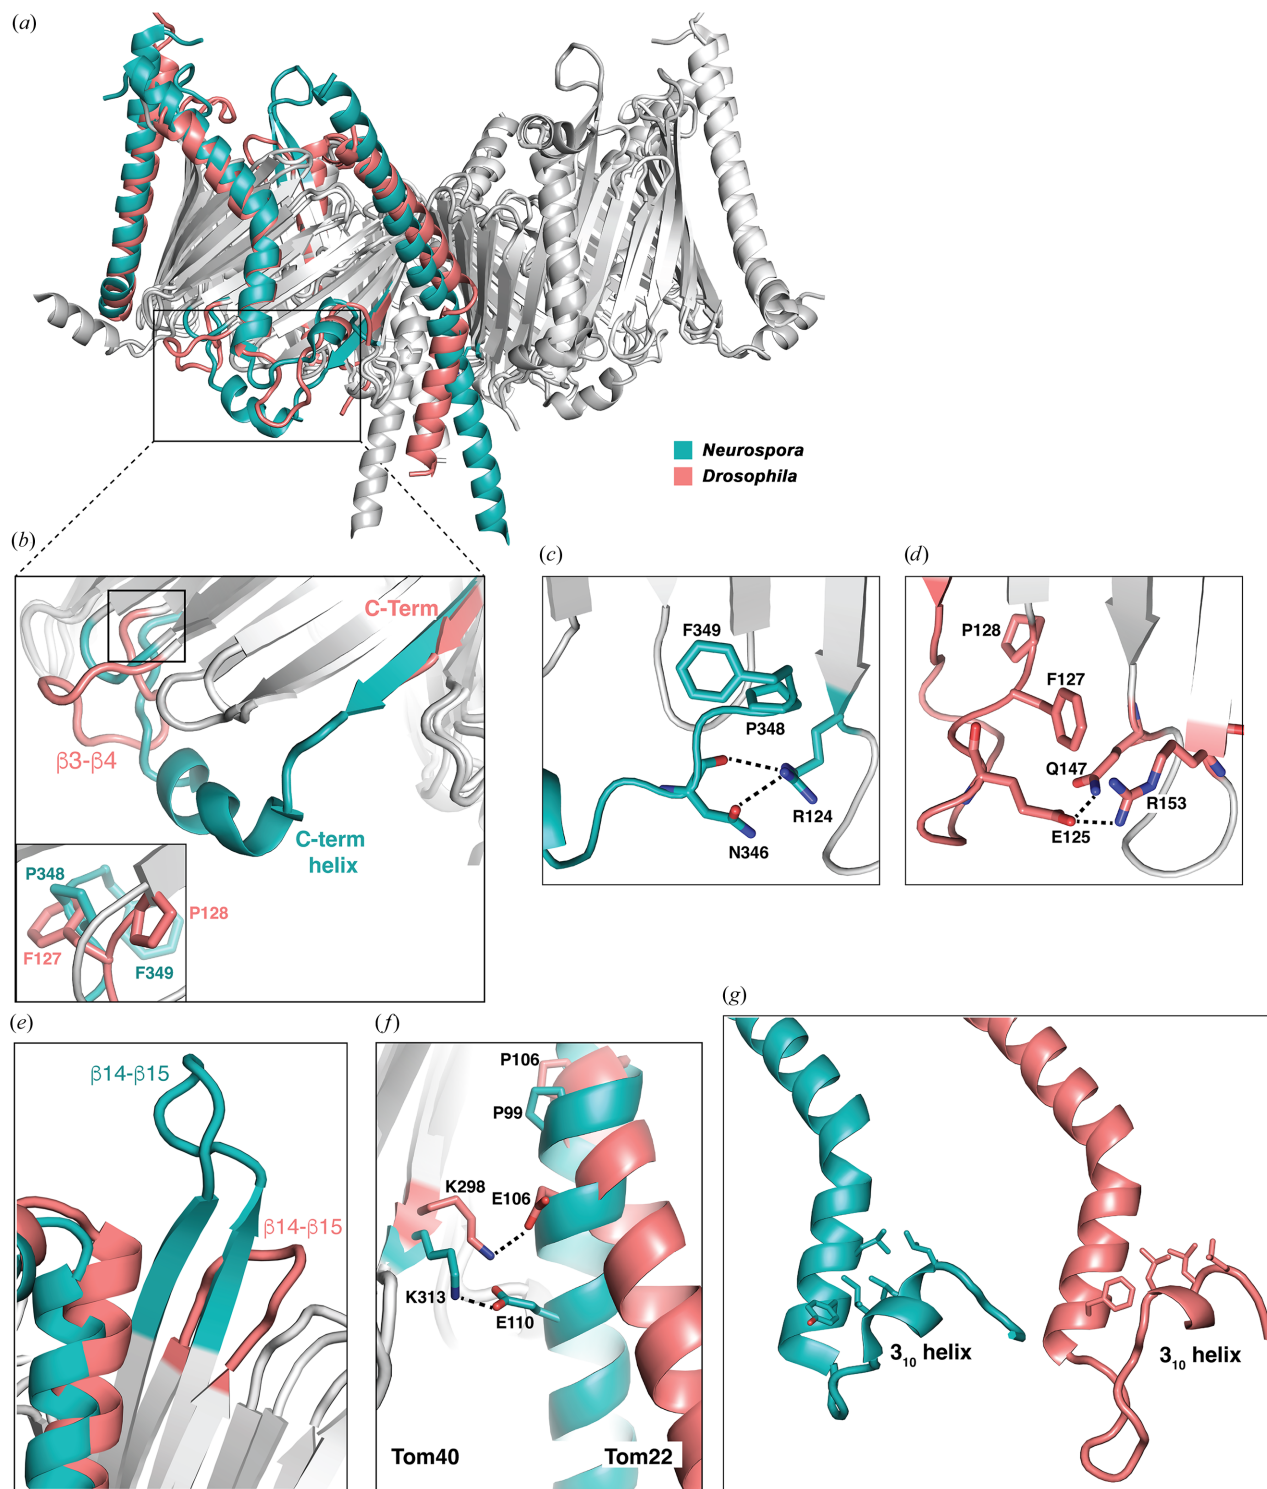 (a)
Neurospora
Drosophila
(b)
C-Term
β3-β4
C-term
helix
P348
P128
F127
F349
(c)
F349
P348
R124
N346
(d)
P128
F127
Q147
R153
E125
(e)
β14-β15
β14-β15
(f)
P106
P99
K298
E106
K313
E110
Tom40
Tom22
(g)
3₁₀ helix
3₁₀ helix